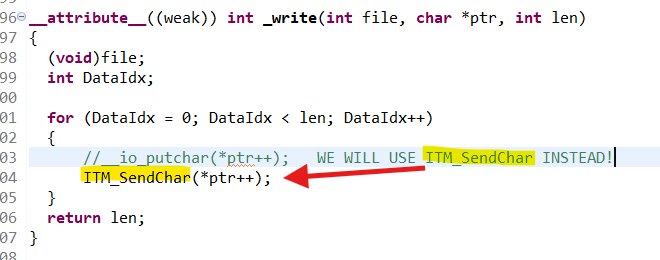 96 __attribute__((weak)) int _write(int file, char *ptr, int len)
97 {
98   (void)file;
99   int DataIdx;
00
01   for (DataIdx = 0; DataIdx < len; DataIdx++)
02   {
03       //__io_putchar(*ptr++);   WE WILL USE ITM_SendChar INSTEAD!
04       ITM_SendChar(*ptr++);
05   }
06   return len;
07 }
08